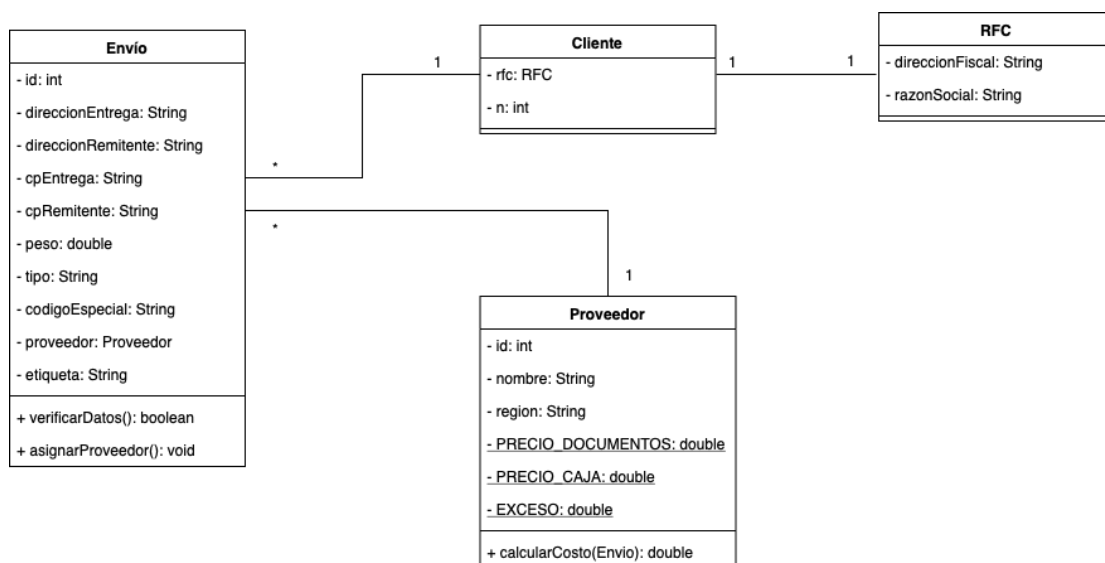 Envío
- id: int
- direccionEntrega: String
- direccionRemitente: String
- cpEntrega: String
- cpRemitente: String
- peso: double
- tipo: String
- codigoEspecial: String
- proveedor: Proveedor
- etiqueta: String
+ verificarDatos(): boolean
+ asignarProveedor(): void
1
*
*
1
Cliente
- rfc: RFC
- n: int
1
1
RFC
- direccionFiscal: String
- razonSocial: String
Proveedor
- id: int
- nombre: String
- region: String
- PRECIO_DOCUMENTOS: double
- PRECIO_CAJA: double
- EXCESO: double
+ calcularCosto(Envio): double